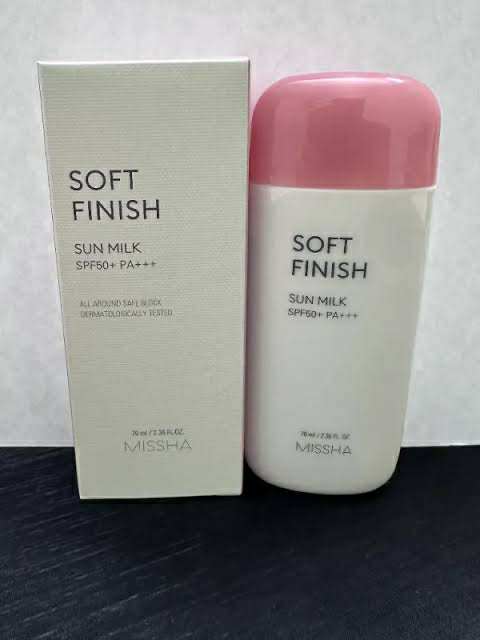 SOFT
FINISH
SUN MILK
SPF50+ PA+++
ALL AROUND SAFE BLOCK
DERMATOLOGICALLY TESTED
70 ml / 2.36 FL.OZ.
MISSHA
SOFT
FINISH
SUN MILK
SPF50+ PA+++
70 ml / 2.36 FL. OZ.
MISSHA